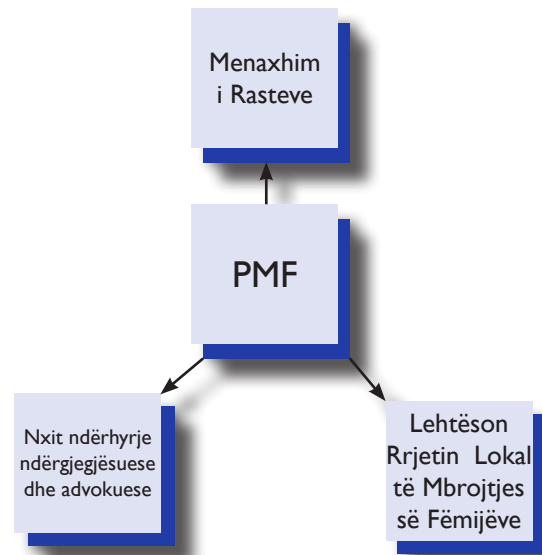 Menaxhim
i Rasteve
PMF
Nxit ndërhyrje
ndërgjegjësuese
dhe advokuese
Lehtëson
Rrjetin Lokal
të Mbrojtjes
së Fëmijëve